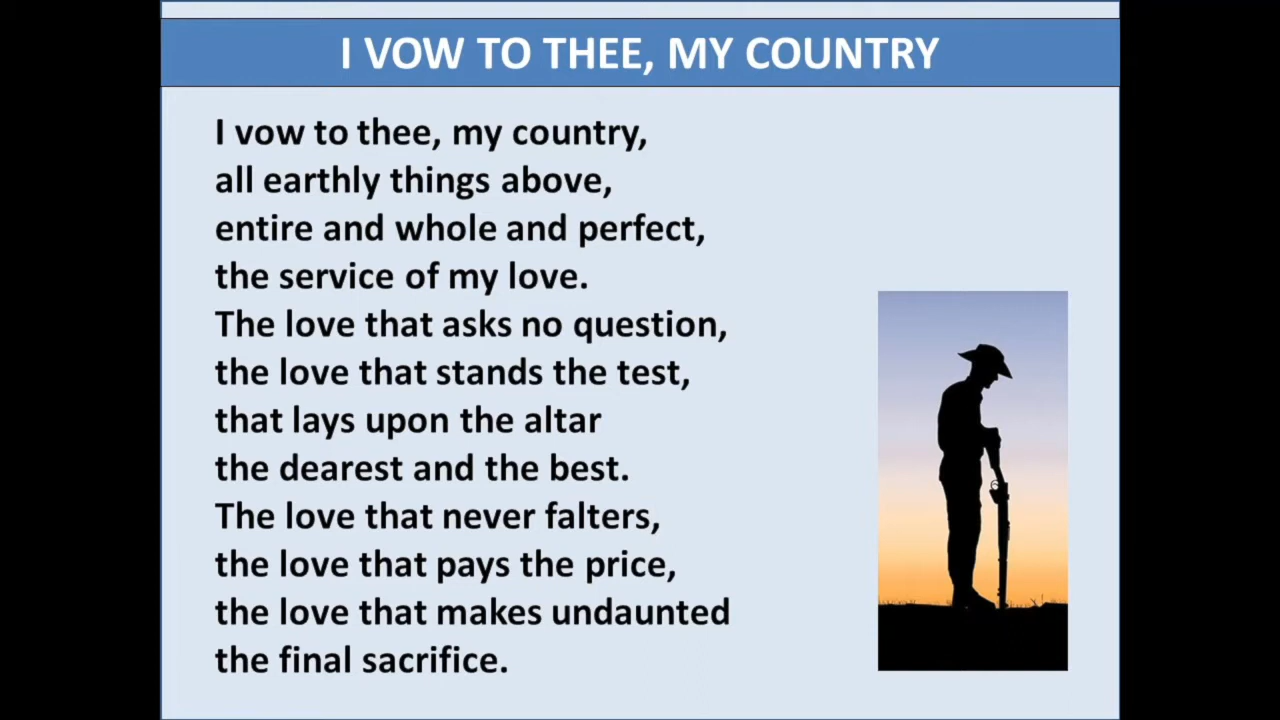 I VOW TO THEE, MY COUNTRY
I vow to thee, my country,
all earthly things above,
entire and whole and perfect,
the service of my love.
The love that asks no question,
the love that stands the test,
that lays upon the altar
the dearest and the best.
The love that never falters,
the love that pays the price,
the love that makes undaunted
the final sacrifice.